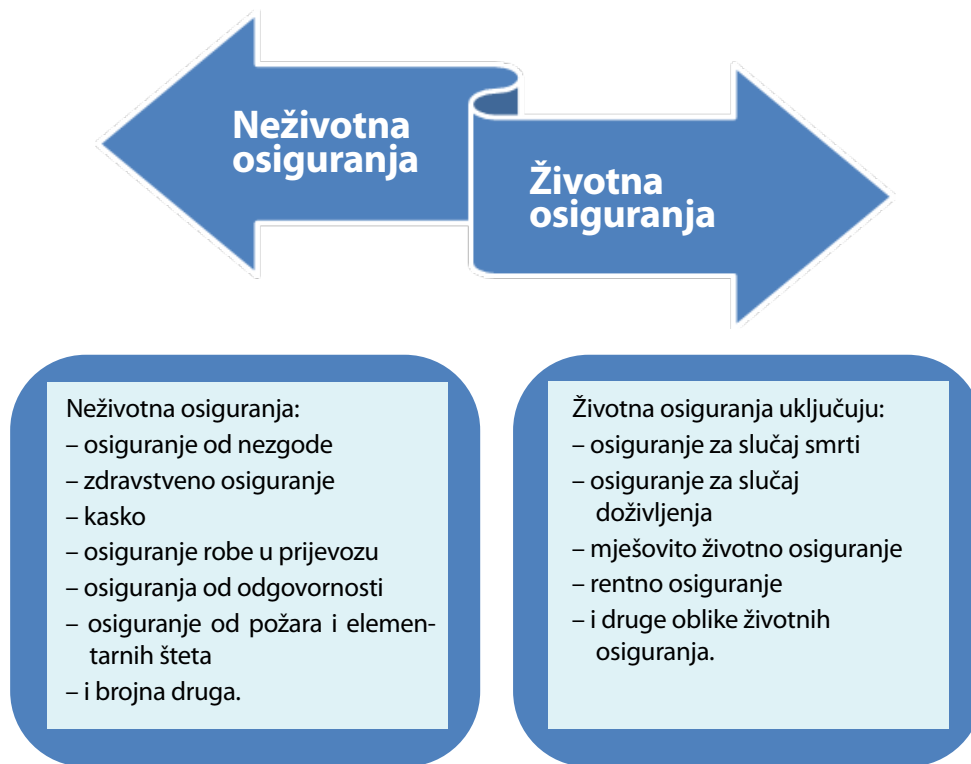 Neživotna
osiguranja
Životna
osiguranja
Neživotna osiguranja:
– osiguranje od nezgode
– zdravstveno osiguranje
– kasko
– osiguranje robe u prijevozu
– osiguranja od odgovornosti
– osiguranje od požara i elemen-
tarnih šteta
– i brojna druga.
Životna osiguranja uključuju:
– osiguranje za slučaj smrti
– osiguranje za slučaj
doživljenja
– mješovito životno osiguranje
– rentno osiguranje
– i druge oblike životnih
osiguranja.